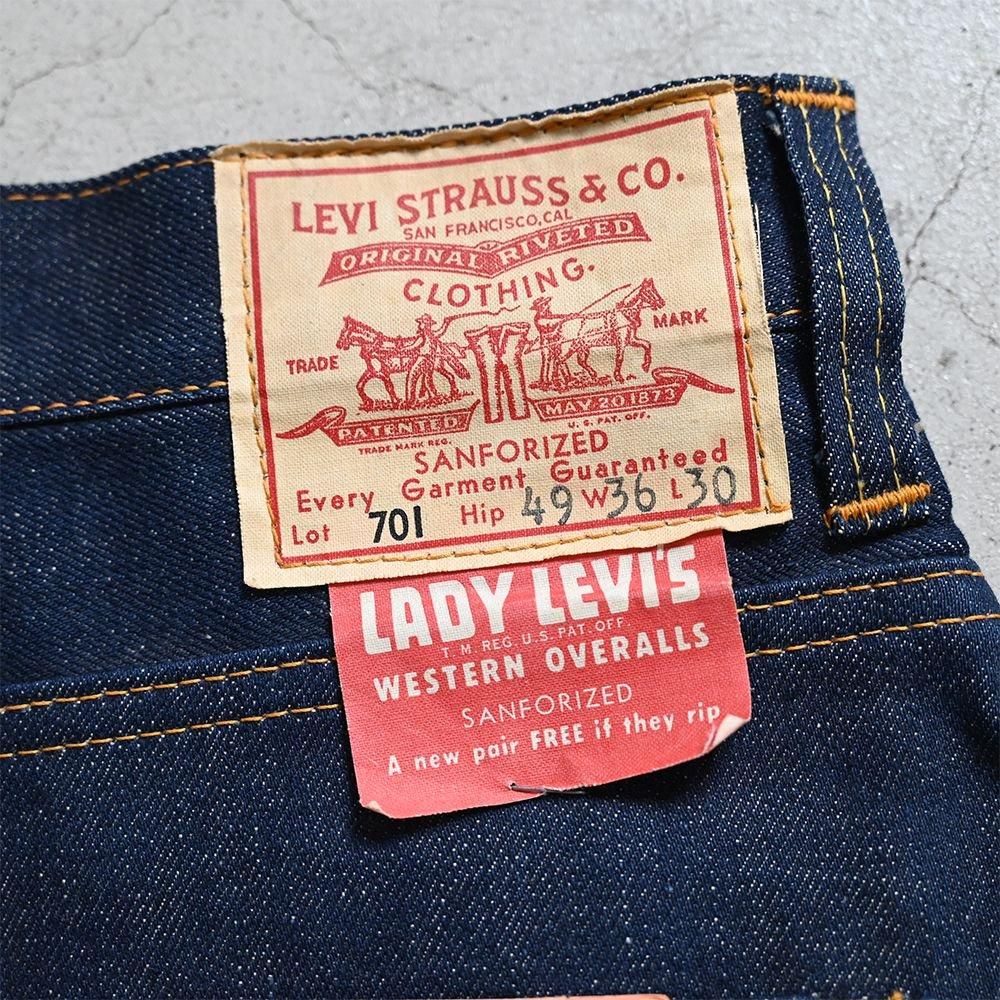 LEVI STRAUSS & CO.
SAN FRANCISCO, CAL
ORIGINAL RIVETED
CLOTHING.
TRADE MARK
PATENTED MAY 20 1873
TRADE MARK REG. U. S. PAT. OFF.
SANFORIZED
Every Garment Guaranteed
Lot 701 Hip 49 W36 L30
LADY LEVI'S
T. M REG. U.S. PAT OFF.
WESTERN OVERALLS
SANFORIZED
A new pair FREE if they rip